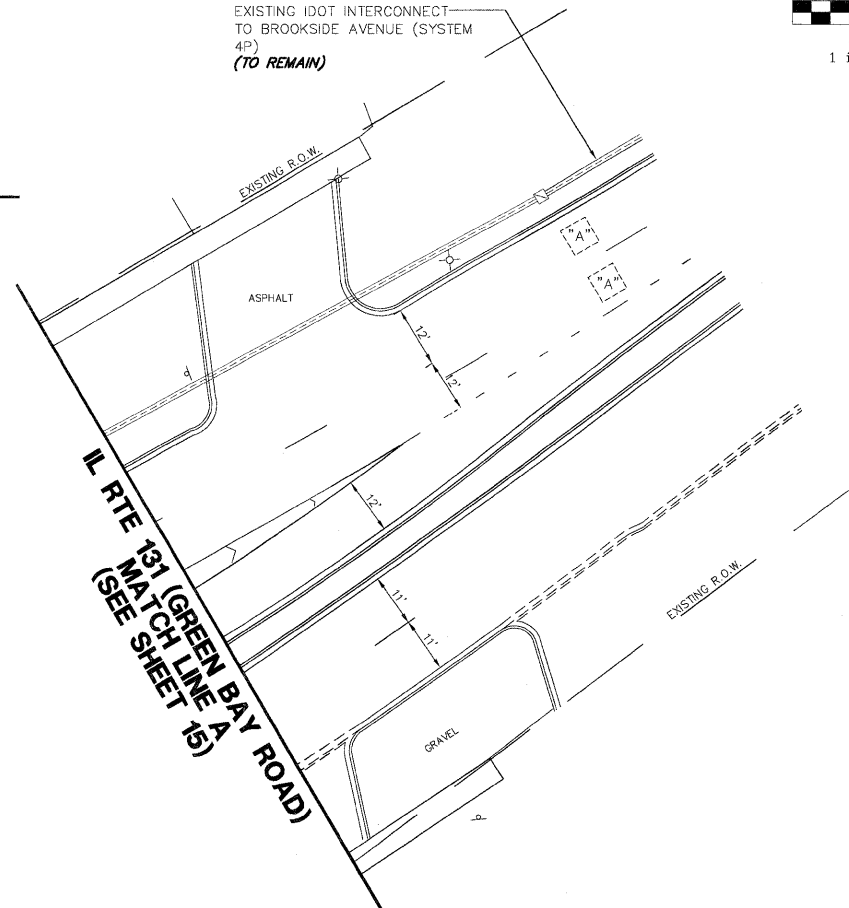 EXISTING IDOT INTERCONNECT
TO BROOKSIDE AVENUE (SYSTEM
4P)
(TO REMAIN)
1 i
EXISTING R.O.W.
"A"
"A"
ASPHALT
12'
12'
12'
11'
11'
EXISTING R.O.W.
GRAVEL
IL RTE 131 (GREEN BAY ROAD)
MATCH LINE A
(SEE SHEET 15)